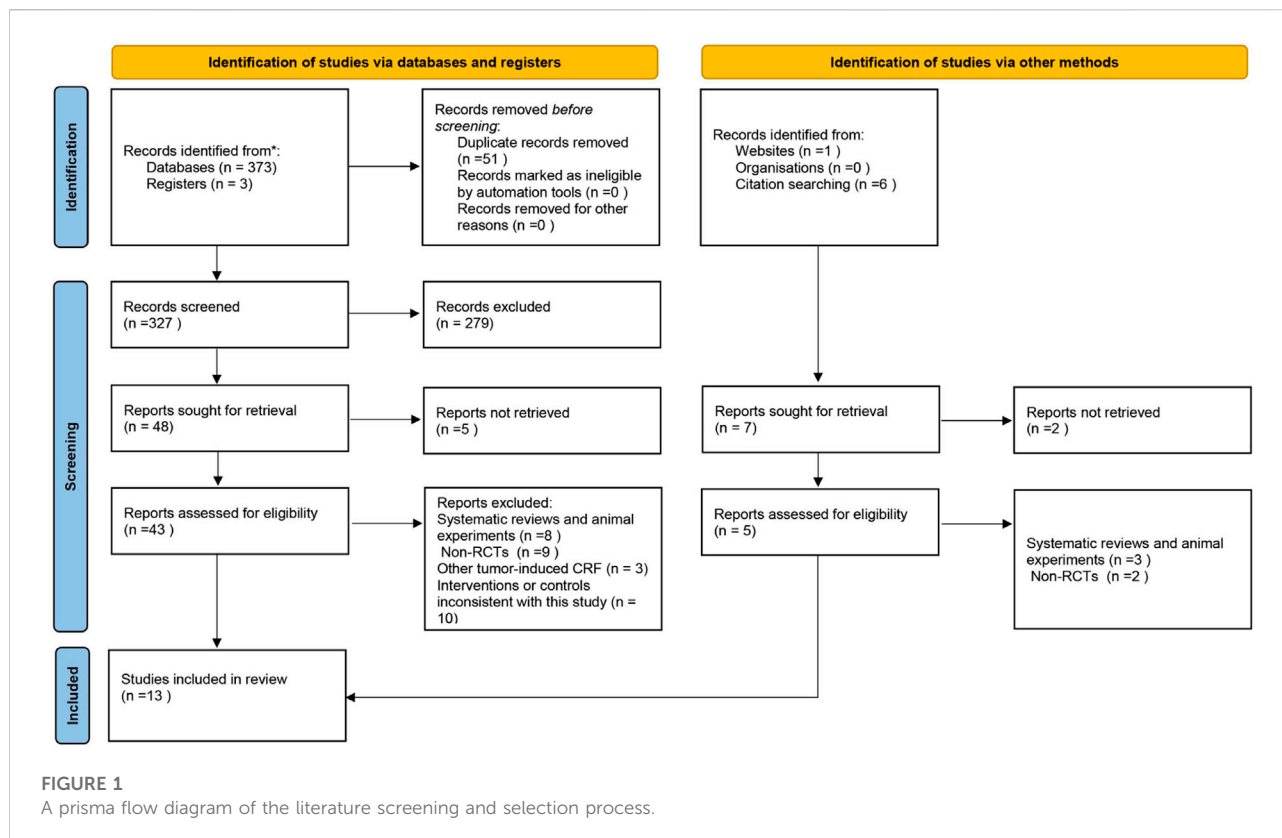 Identification of studies via databases and registers
Identification of studies via other methods
Identification
Records identified from*:
Databases (n = 373)
Registers (n = 3)
Records removed before
screening:
Duplicate records removed
(n =51 )
Records marked as ineligible
by automation tools (n =0 )
Records removed for other
reasons (n =0 )
Records identified from:
Websites (n =1 )
Organisations (n =0 )
Citation searching (n =6 )
Screening
Records screened
(n =327 )
Records excluded
(n = 279)
Reports sought for retrieval
(n = 48)
Reports not retrieved
(n =5 )
Reports sought for retrieval
(n = 7)
Reports not retrieved
(n =2 )
Reports assessed for eligibility
(n =43 )
Reports excluded:
Systematic reviews and animal
experiments (n =8 )
Non-RCTs (n =9 )
Other tumor-induced CRF (n = 3)
Interventions or controls
inconsistent with this study (n =
10)
Reports assessed for eligibility
(n = 5)
Systematic reviews and animal
experiments (n =3 )
Non-RCTs (n =2 )
Included
Studies included in review
(n =13 )
FIGURE 1
A prisma flow diagram of the literature screening and selection process.